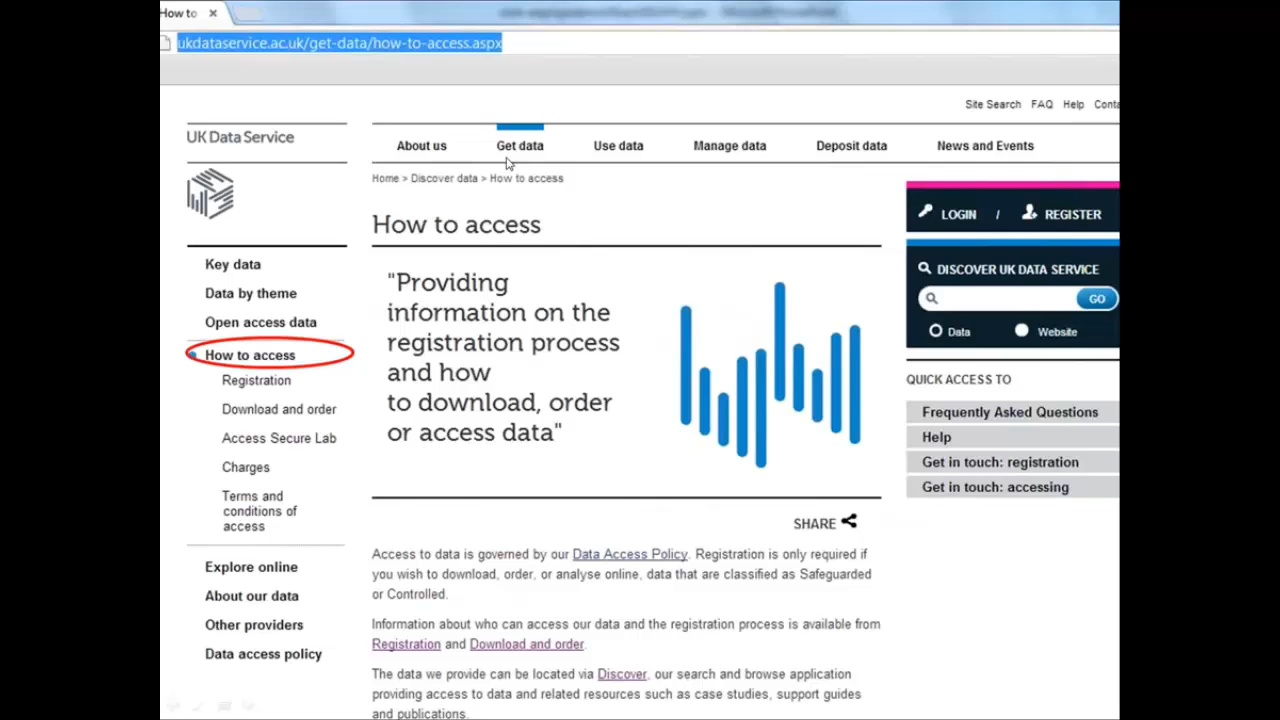 How to
ukdataservice.ac.uk/get-data/how-to-access.aspx
Site Search FAQ Help Conta
UK Data Service
About us Get data Use data Manage data Deposit data News and Events
Home > Discover data > How to access
LOGIN / REGISTER
How to access
Key data
Data by theme
Open access data
How to access
Registration
Download and order
Access Secure Lab
Charges
Terms and
conditions of
access
Explore online
About our data
Other providers
Data access policy
"Providing
information on the
registration process
and how
to download, order
or access data"
SHARE
Access to data is governed by our Data Access Policy. Registration is only required if
you wish to download, order, or analyse online, data that are classified as Safeguarded
or Controlled.
Information about who can access our data and the registration process is available from
Registration and Download and order.
The data we provide can be located via Discover, our search and browse application
providing access to data and related resources such as case studies, support guides
and publications.
DISCOVER UK DATA SERVICE
GO
Data Website
QUICK ACCESS TO
Frequently Asked Questions
Help
Get in touch: registration
Get in touch: accessing